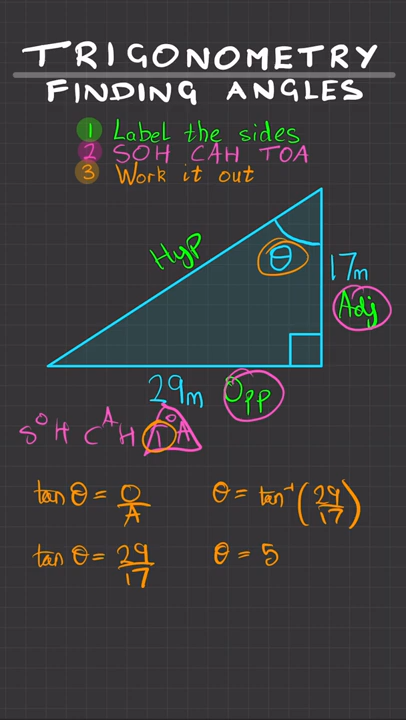 TRIGONOMETRY
FINDING ANGLES
1 Label the sides
2 SOH CAH TOA
3 Work it out
Hyp
θ
17m
Adj
29m Opp
SOH CAH TOA
tan θ = O/A
θ = tan⁻¹(29/17)
tan θ = 29/17
θ = 5